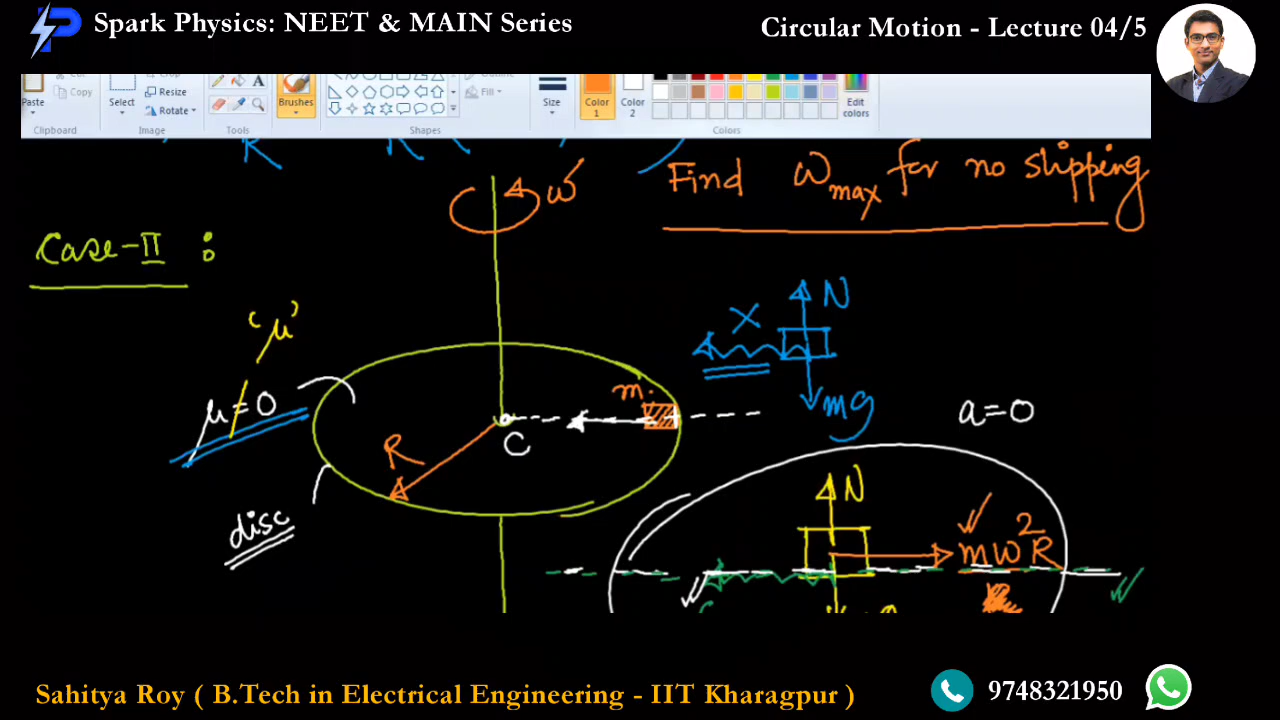 Spark Physics: NEET & MAIN Series
Circular Motion - Lecture 04/5
Paste
Copy
Select
Resize
Rotate
Brushes
Fill
Size
Color 1
Color 2
Edit colors
Clipboard
Image
Tools
Shapes
Colors
R
R
Find ω max for no slipping
ω
Case-II :
'μ'
μ=0
N
X
mg
m
C
R
a=0
disc
N
mω²R
Sahitya Roy ( B.Tech in Electrical Engineering - IIT Kharagpur )
9748321950